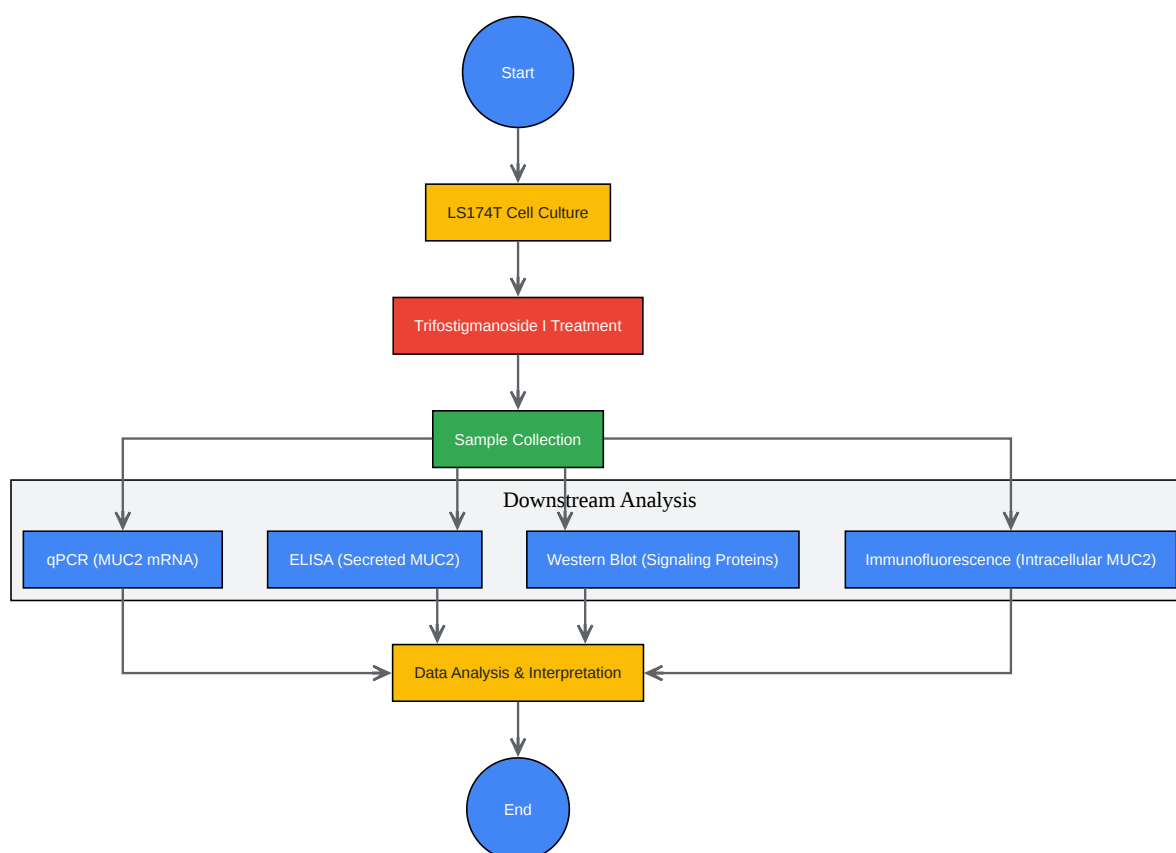 Start
LS174T Cell Culture
Trifostigmanoside I Treatment
Sample Collection
Downstream Analysis
qPCR (MUC2 mRNA)
ELISA (Secreted MUC2)
Western Blot (Signaling Proteins)
Immunofluorescence (Intracellular MUC2)
Data Analysis & Interpretation
End